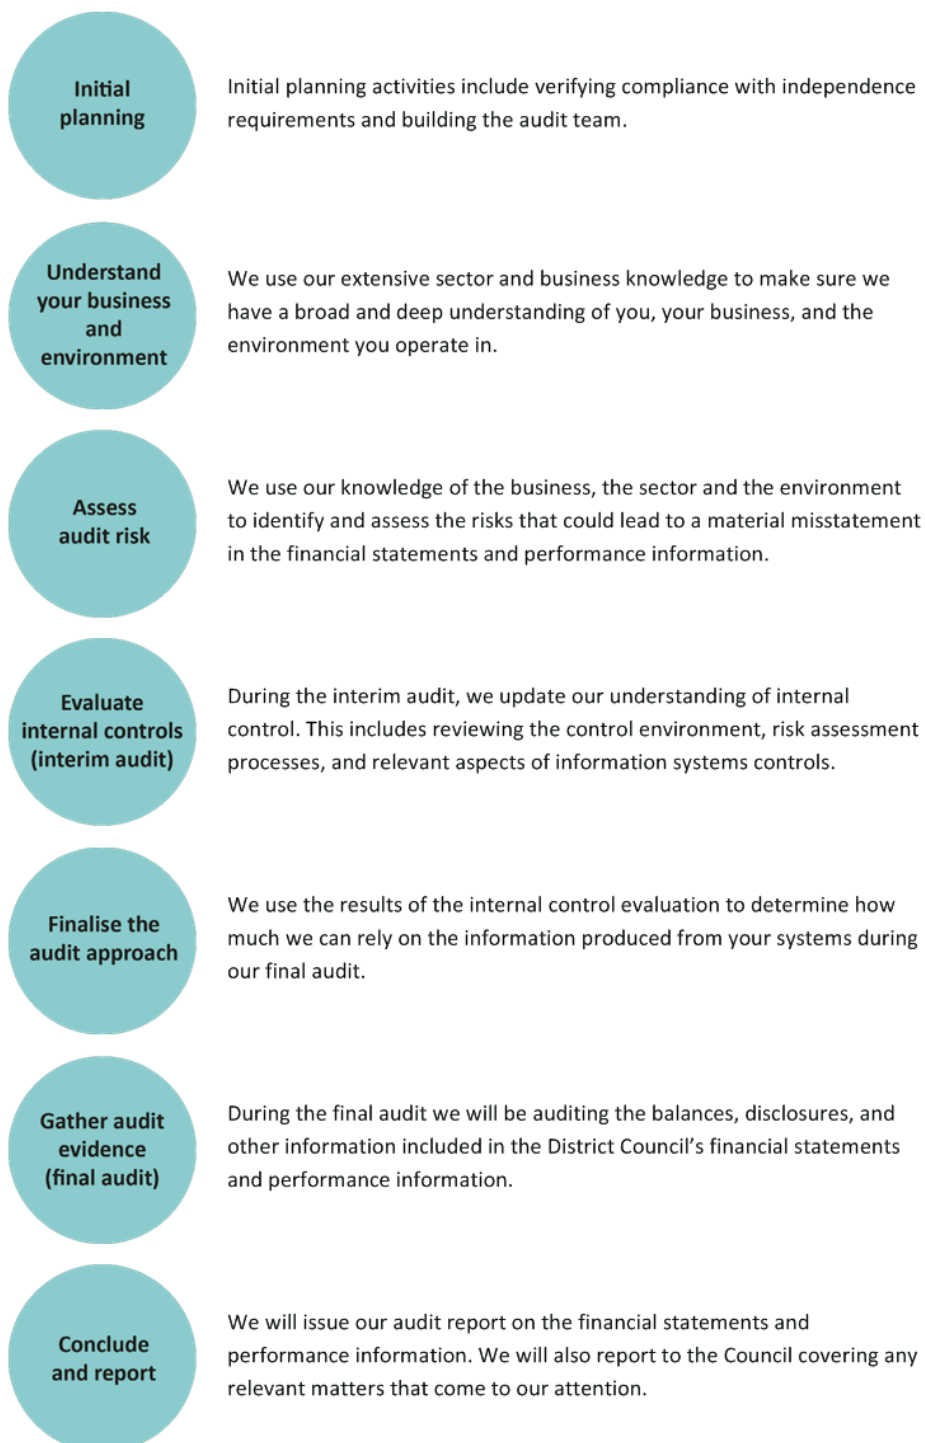 Initial
planning
Initial planning activities include verifying compliance with independence
requirements and building the audit team.
Understand
your business
and
environment
We use our extensive sector and business knowledge to make sure we
have a broad and deep understanding of you, your business, and the
environment you operate in.
Assess
audit risk
We use our knowledge of the business, the sector and the environment
to identify and assess the risks that could lead to a material misstatement
in the financial statements and performance information.
Evaluate
internal controls
(interim audit)
During the interim audit, we update our understanding of internal
control. This includes reviewing the control environment, risk assessment
processes, and relevant aspects of information systems controls.
Finalise the
audit approach
We use the results of the internal control evaluation to determine how
much we can rely on the information produced from your systems during
our final audit.
Gather audit
evidence
(final audit)
During the final audit we will be auditing the balances, disclosures, and
other information included in the District Council’s financial statements
and performance information.
Conclude
and report
We will issue our audit report on the financial statements and
performance information. We will also report to the Council covering any
relevant matters that come to our attention.